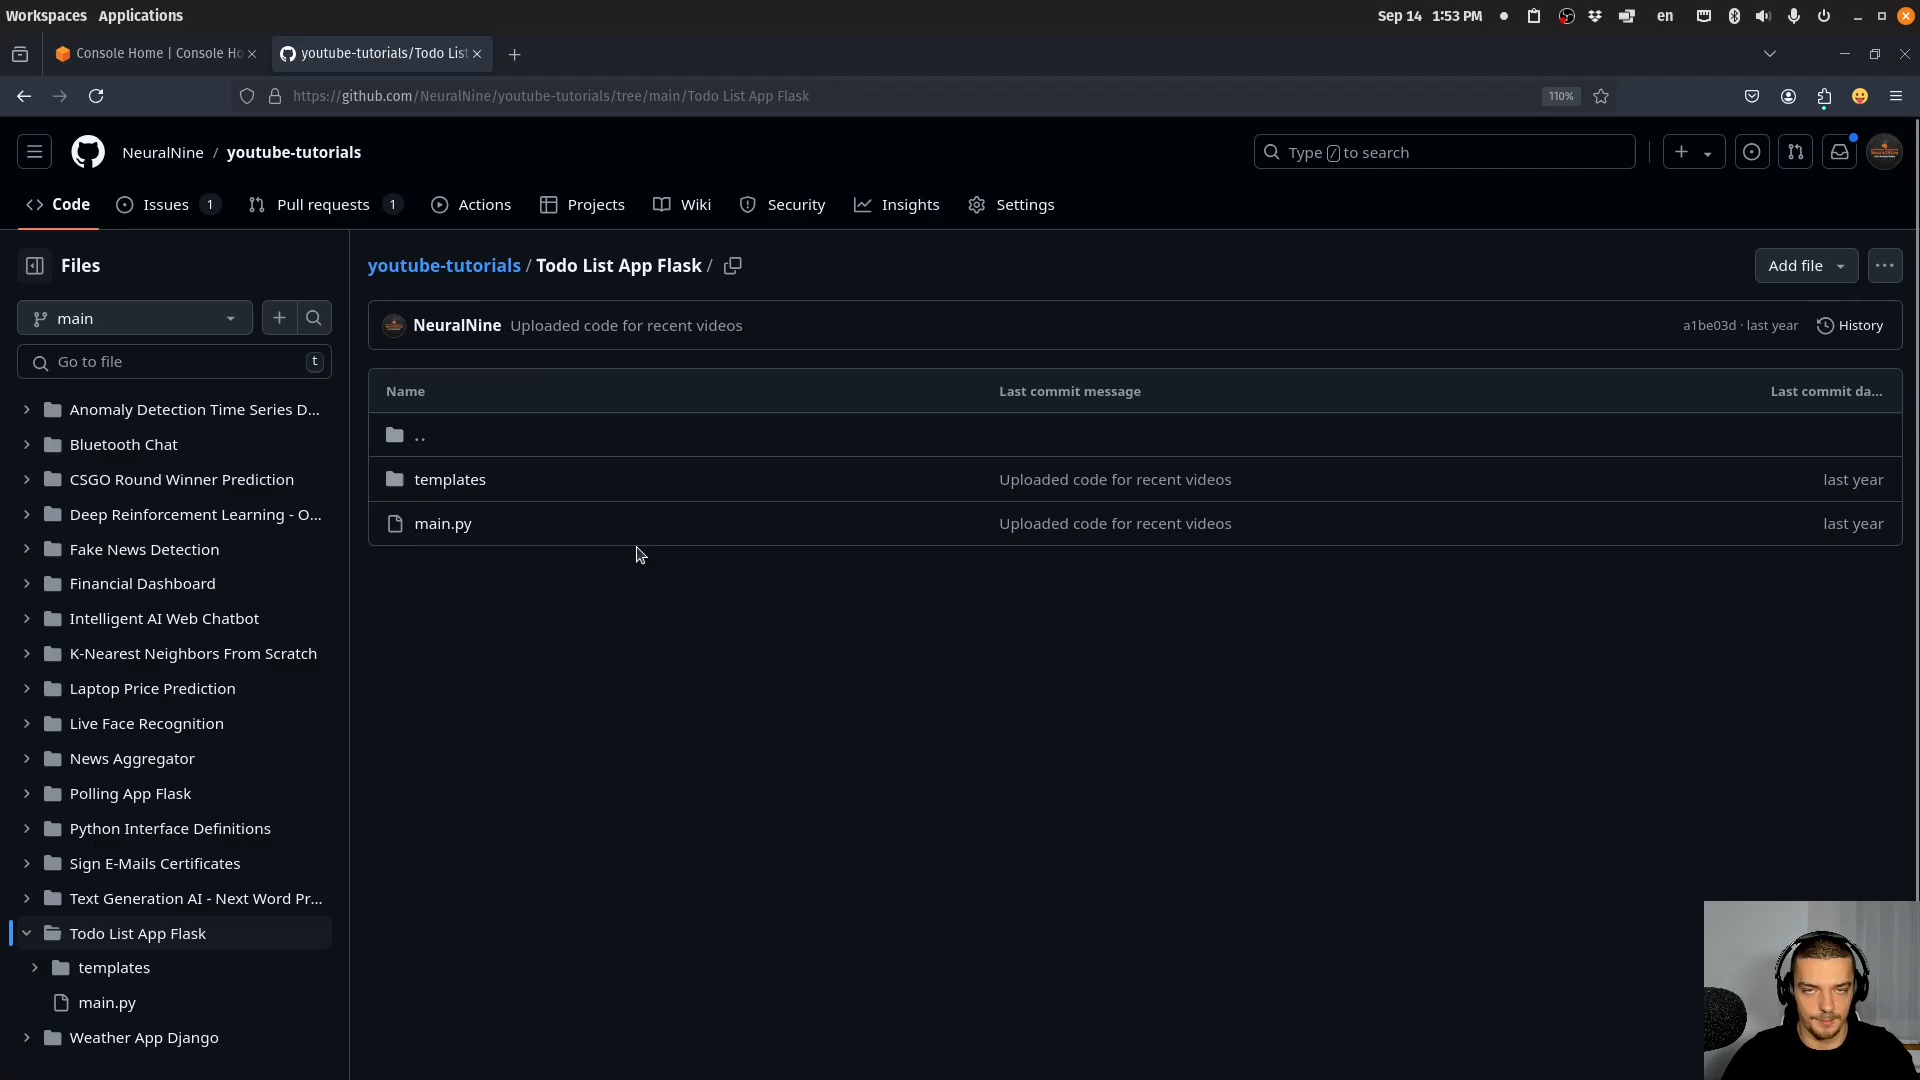 Workspaces Applications Sep 14 1:53 PM en
Console Home | Console Ho youtube-tutorials/Todo List
https://github.com/NeuralNine/youtube-tutorials/tree/main/Todo List App Flask 110%
NeuralNine / youtube-tutorials Type / to search
Code Issues 1 Pull requests 1 Actions Projects Wiki Security Insights Settings
Files
main
Go to file t
Anomaly Detection Time Series D...
Bluetooth Chat
CSGO Round Winner Prediction
Deep Reinforcement Learning - O...
Fake News Detection
Financial Dashboard
Intelligent AI Web Chatbot
K-Nearest Neighbors From Scratch
Laptop Price Prediction
Live Face Recognition
News Aggregator
Polling App Flask
Python Interface Definitions
Sign E-Mails Certificates
Text Generation AI - Next Word Pr...
Todo List App Flask
templates
main.py
Weather App Django
youtube-tutorials / Todo List App Flask / Add file
NeuralNine Uploaded code for recent videos a1be03d · last year History
Name Last commit message Last commit da...
..
templates Uploaded code for recent videos last year
main.py Uploaded code for recent videos last year